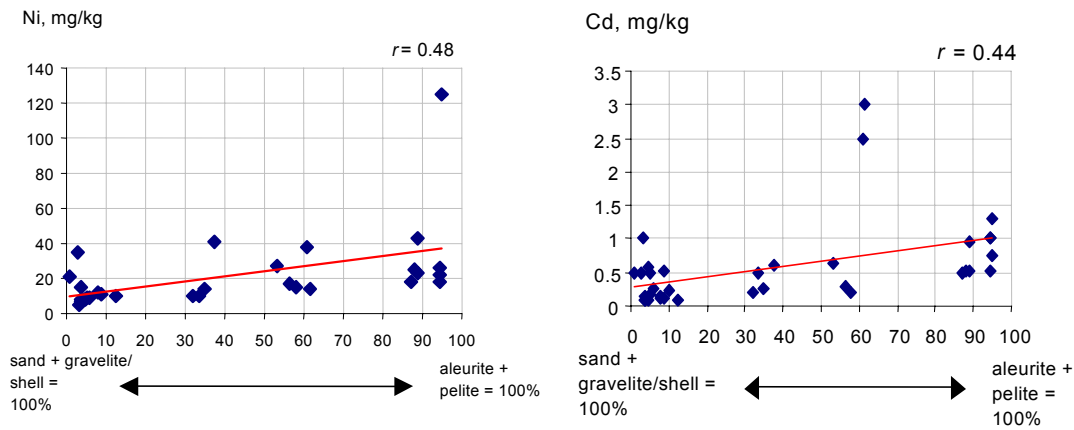 Ni, mg/kg
r = 0.48
140
120
100
80
60
40
20
0
0 10 20 30 40 50 60 70 80 90 100
sand + gravelite/
shell =
100%
aleurite +
pelite = 100%
Cd, mg/kg
r = 0.44
3.5
3
2.5
2
1.5
1
0.5
0
0 10 20 30 40 50 60 70 80 90 100
sand +
gravelite/shell =
100%
aleurite +
pelite =
100%